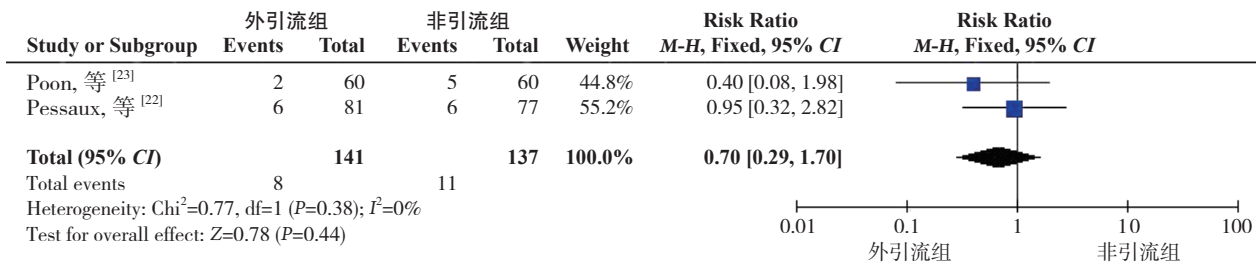 外引流组 非引流组 Risk Ratio Risk Ratio
Study or Subgroup Events Total Events Total Weight M-H, Fixed, 95% CI M-H, Fixed, 95% CI
Poon, 等 [23] 2 60 5 60 44.8% 0.40 [0.08, 1.98]
Pessaux, 等 [22] 6 81 6 77 55.2% 0.95 [0.32, 2.82]
Total (95% CI) 141 137 100.0% 0.70 [0.29, 1.70]
Total events 8 11
Heterogeneity: Chi²=0.77, df=1 (P=0.38); I²=0%
Test for overall effect: Z=0.78 (P=0.44)
0.01 0.1 1 10 100
外引流组 非引流组